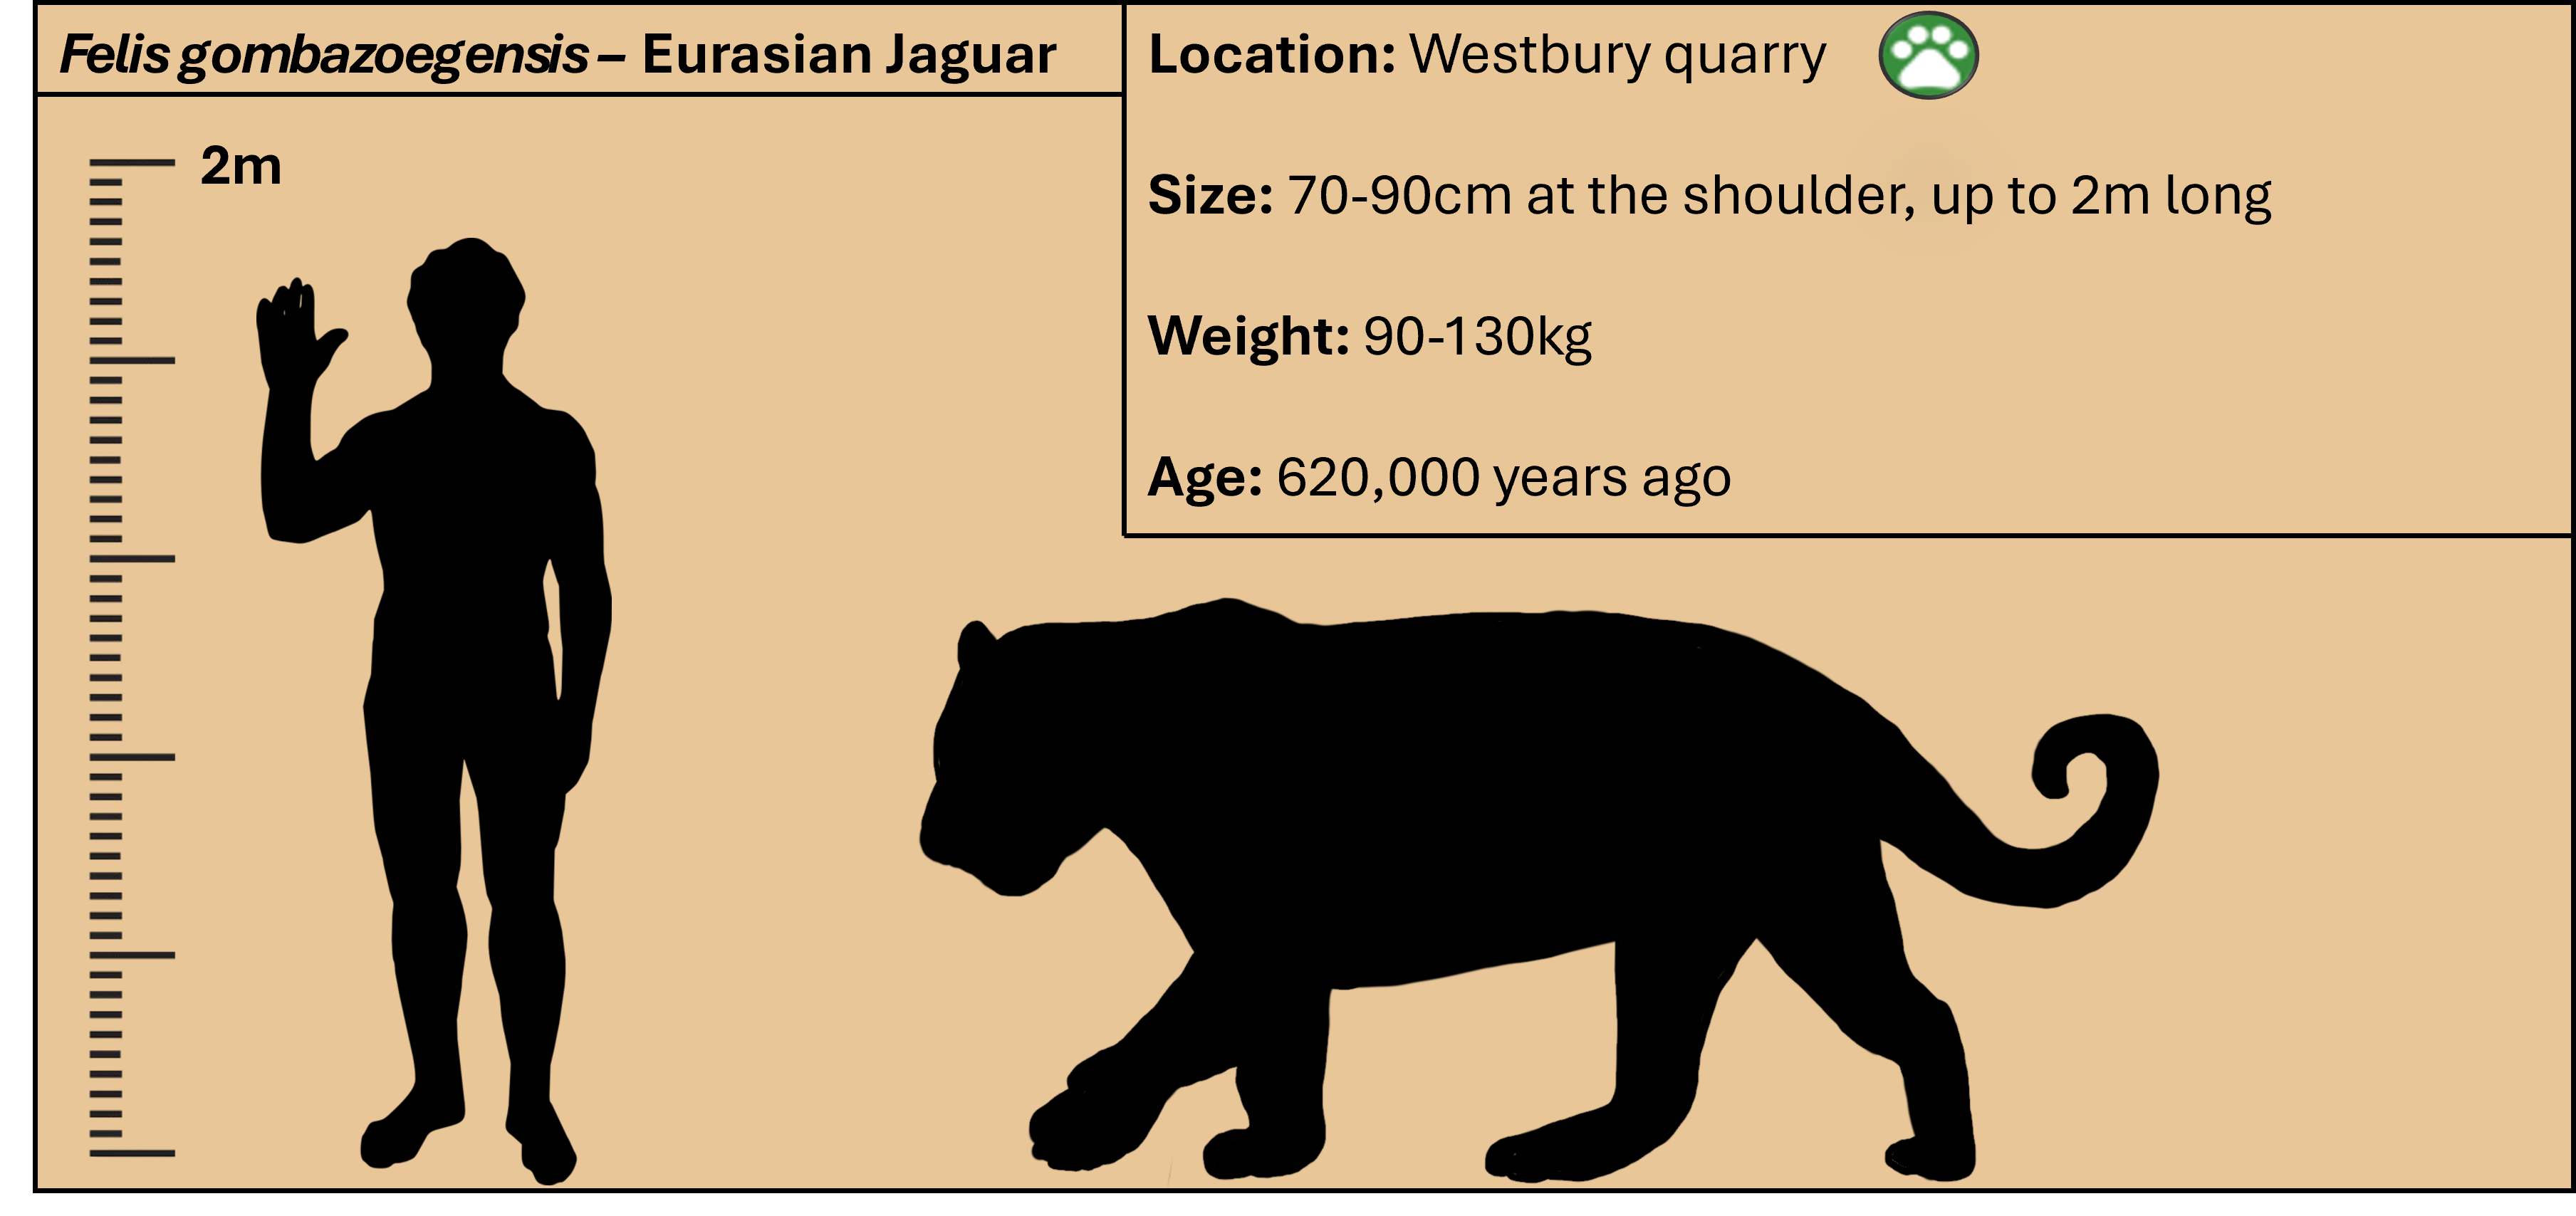 Felis gombazoegensis – Eurasian Jaguar
2m
Location: Westbury quarry
Size: 70-90cm at the shoulder, up to 2m long
Weight: 90-130kg
Age: 620,000 years ago